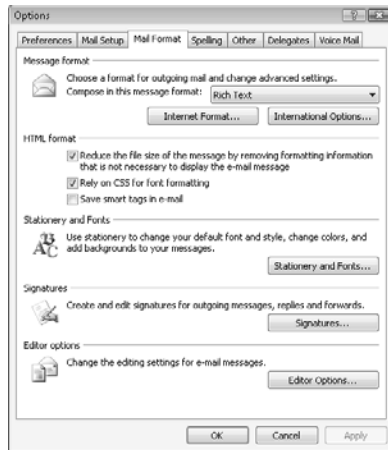 Options
Preferences Mail Setup Mail Format Spelling Other Delegates Voice Mail
Message format
Choose a format for outgoing mail and change advanced settings.
Compose in this message format: Rich Text
Internet Format... International Options...
HTML format
Reduce the file size of the message by removing formatting information
that is not necessary to display the e-mail message
Rely on CSS for font formatting
Save smart tags in e-mail
Stationery and Fonts
Use stationery to change your default font and style, change colors, and
add backgrounds to your messages.
Stationery and Fonts...
Signatures
Create and edit signatures for outgoing messages, replies and forwards.
Signatures...
Editor options
Change the editing settings for e-mail messages.
Editor Options...
OK Cancel Apply